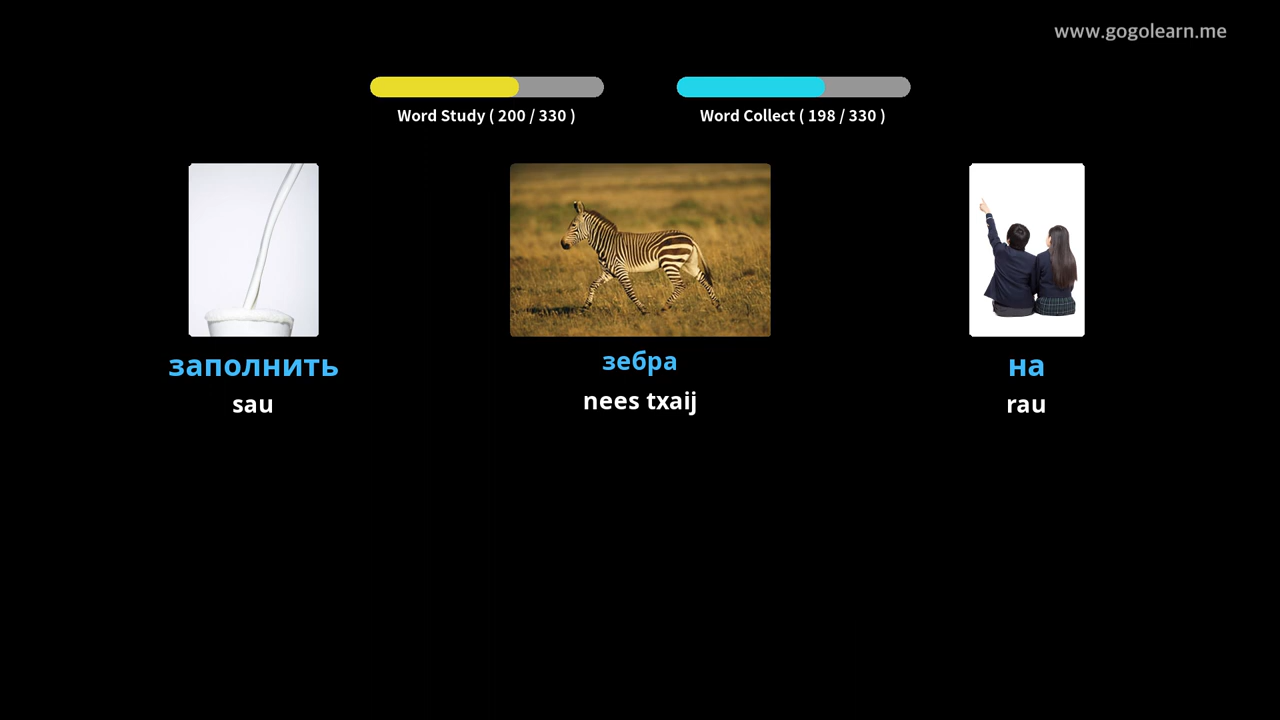 www.gogolearn.me
Word Study ( 200 / 330 )
Word Collect ( 198 / 330 )
заполнить
sau
зебра
nees txaij
на
rau